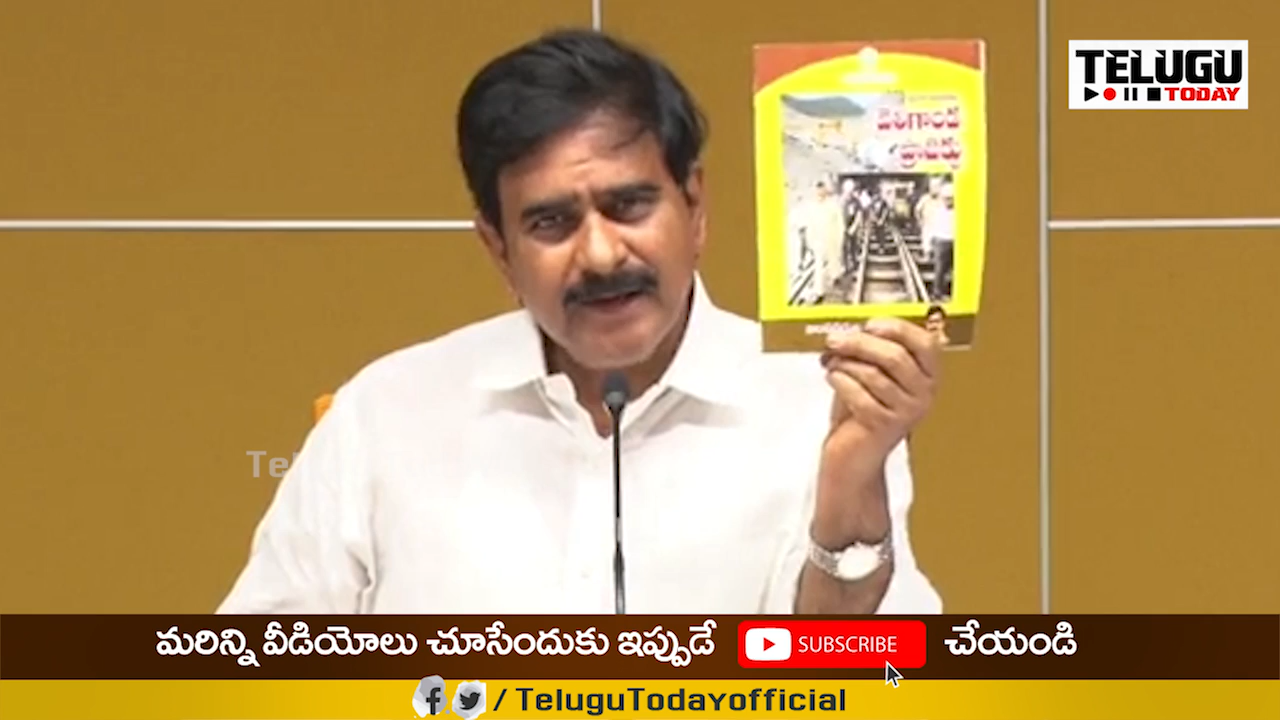 TELUGU
TODAY
వెలిగొండ
ప్రాజెక్టు
మరిన్ని వీడియోలు చూసేందుకు ఇప్పుడే SUBSCRIBE చేయండి
/ TeluguTodayofficial